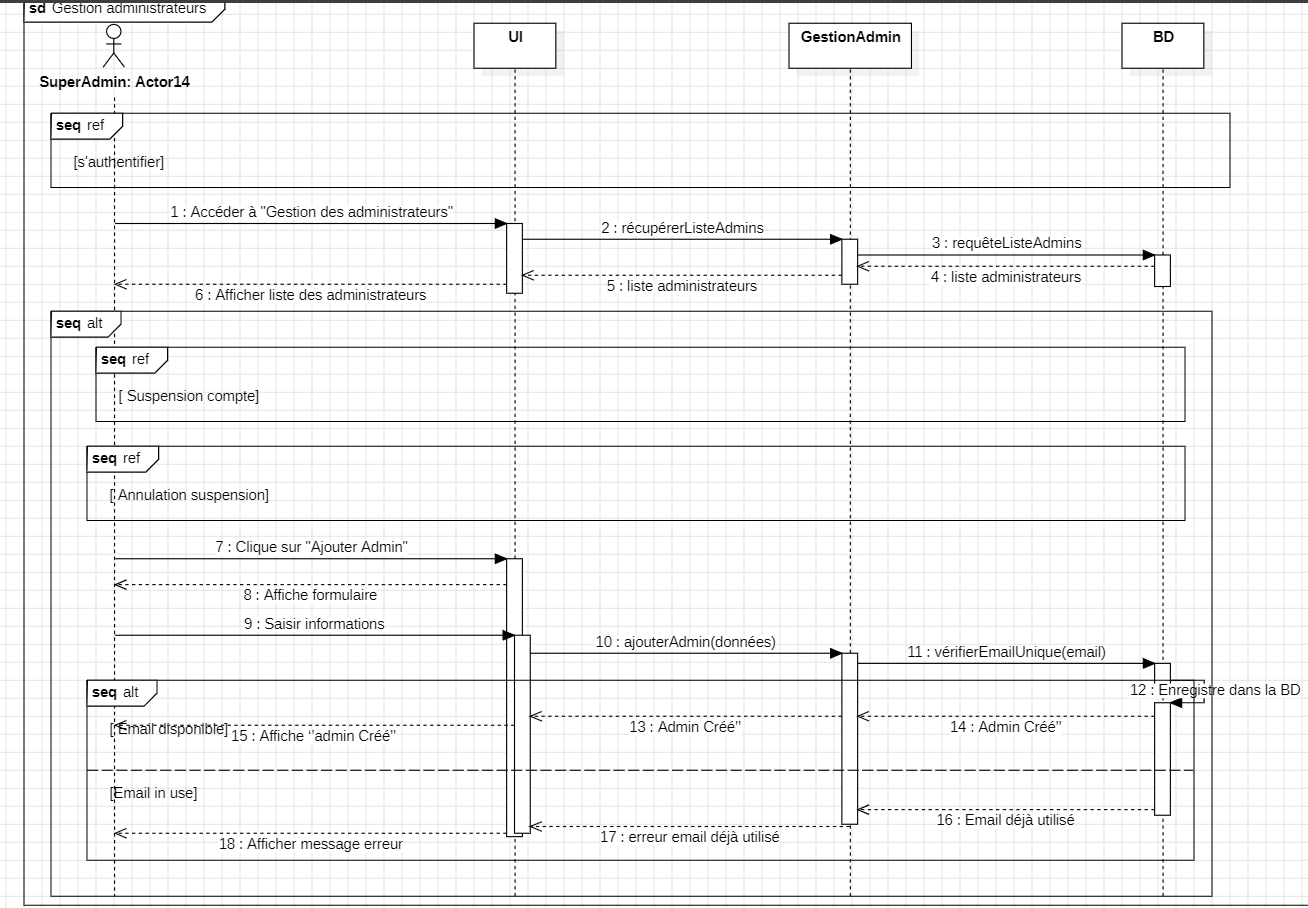 sd Gestion administrateurs
UI
GestionAdmin
BD
SuperAdmin: Actor14
seq ref
[s'authentifier]
1 : Accéder à "Gestion des administrateurs"
2 : récupérerListeAdmins
3 : requêteListeAdmins
4 : liste administrateurs
5 : liste administrateurs
6 : Afficher liste des administrateurs
seq alt
seq ref
[ Suspension compte]
seq ref
[ Annulation suspension]
7 : Clique sur "Ajouter Admin"
8 : Affiche formulaire
9 : Saisir informations
10 : ajouterAdmin(données)
11 : vérifierEmailUnique(email)
seq alt
12 : Enregistre dans la BD
[ Email disponible]
13 : Admin Créé’’
14 : Admin Créé’’
15 : Affiche ‘’admin Créé’’
[Email in use]
16 : Email déjà utilisé
17 : erreur email déjà utilisé
18 : Afficher message erreur